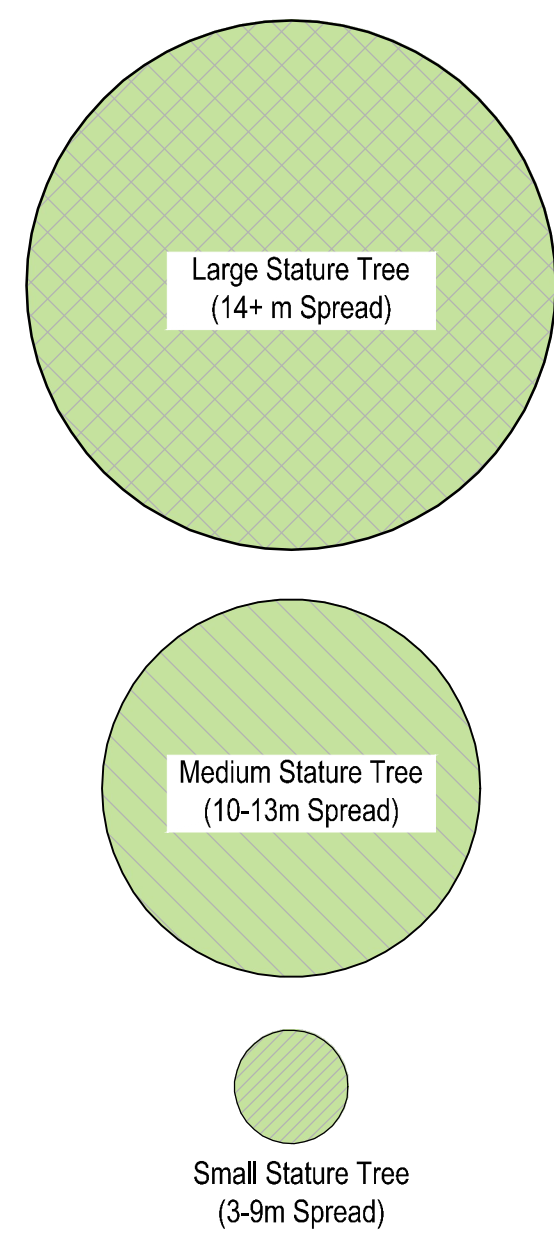 Large Stature Tree
(14+ m Spread)
Medium Stature Tree
(10-13m Spread)
Small Stature Tree
(3-9m Spread)